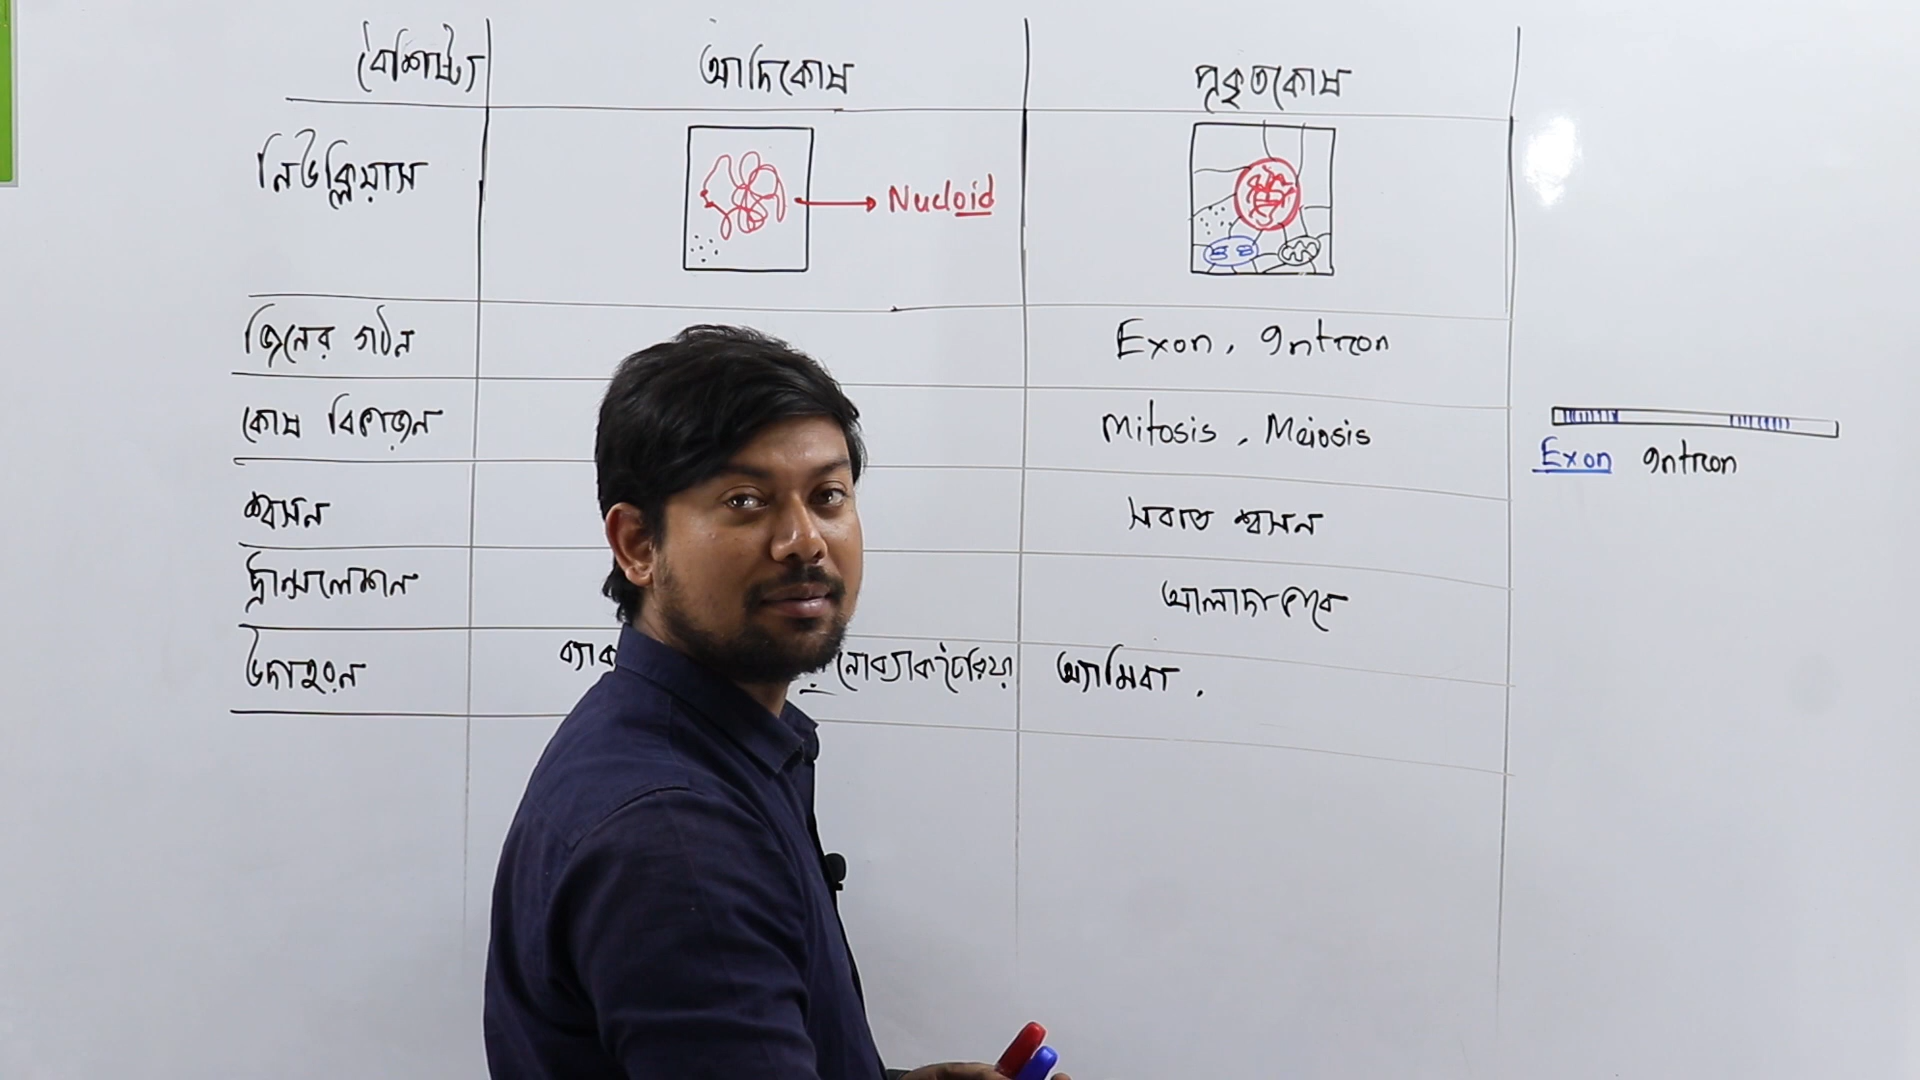 বৈশিষ্ট্য আদিকোষ প্রকৃতকোষ
নিউক্লিয়াস Nucloid
জিনের গঠন Exon, Intron
কোষ বিভাজন Mitosis, Meiosis
Exon Intron
শ্বসন সবাত শ্বসন
ট্রান্সলেশন আলাদাভাবে
উদাহরন নোব্যাকটেরিয়া অ্যামিবা,